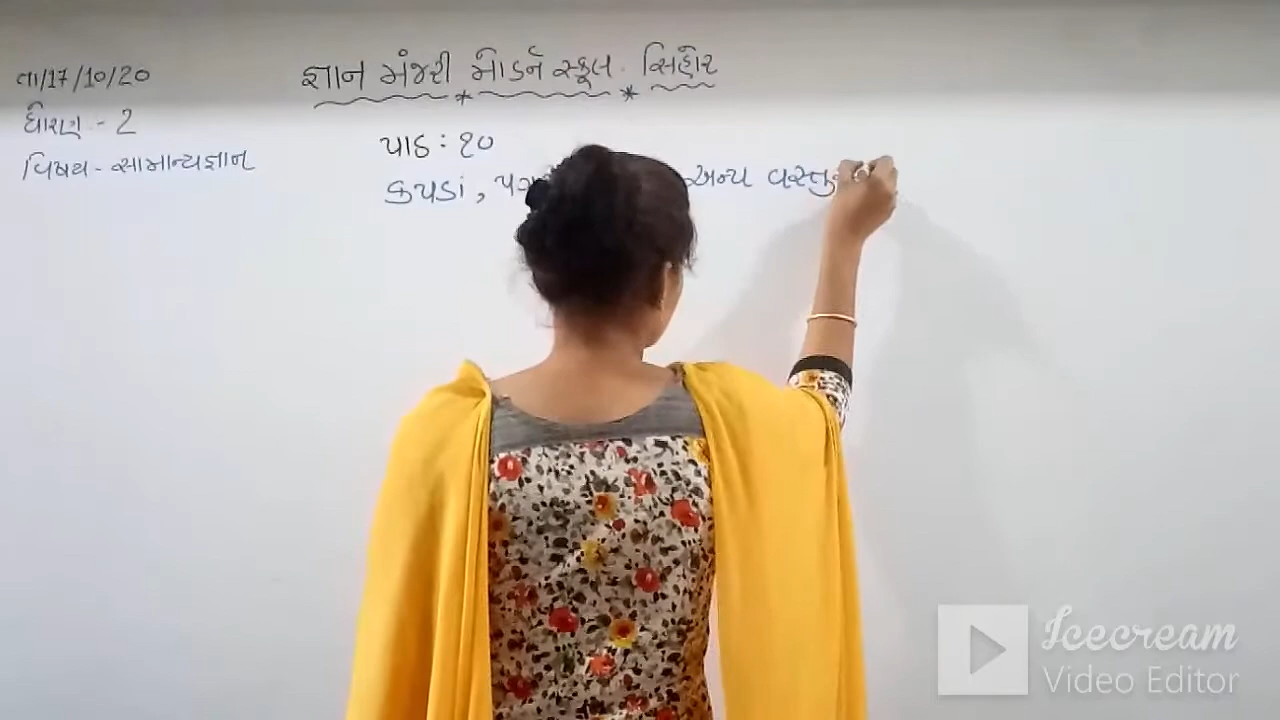 તા/17/10/20
ધોરણ - 2
વિષય - સામાન્યજ્ઞાન
જ્ઞાન મંજરી મોડર્ન સ્કૂલ. સિહોર
પાઠ : ૧૦
કપડાં, અન્ય
Icecream
Video Editor